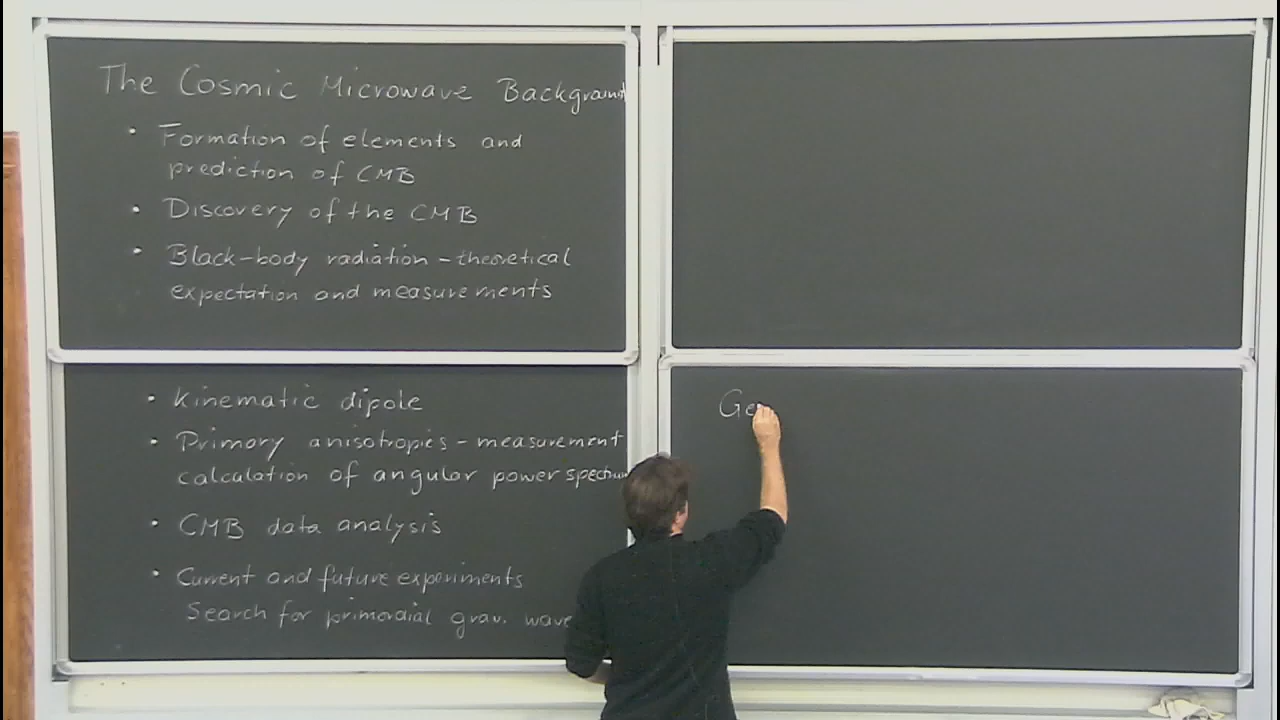 The Cosmic Microwave Background
• Formation of elements and
prediction of CMB
• Discovery of the CMB
• Black-body radiation – theoretical
expectation and measurements
• Kinematic dipole
• Primary anisotropies – measurement
calculation of angular power spectrum
• CMB data analysis
• Current and future experiments
Search for primordial grav. wave
Ge